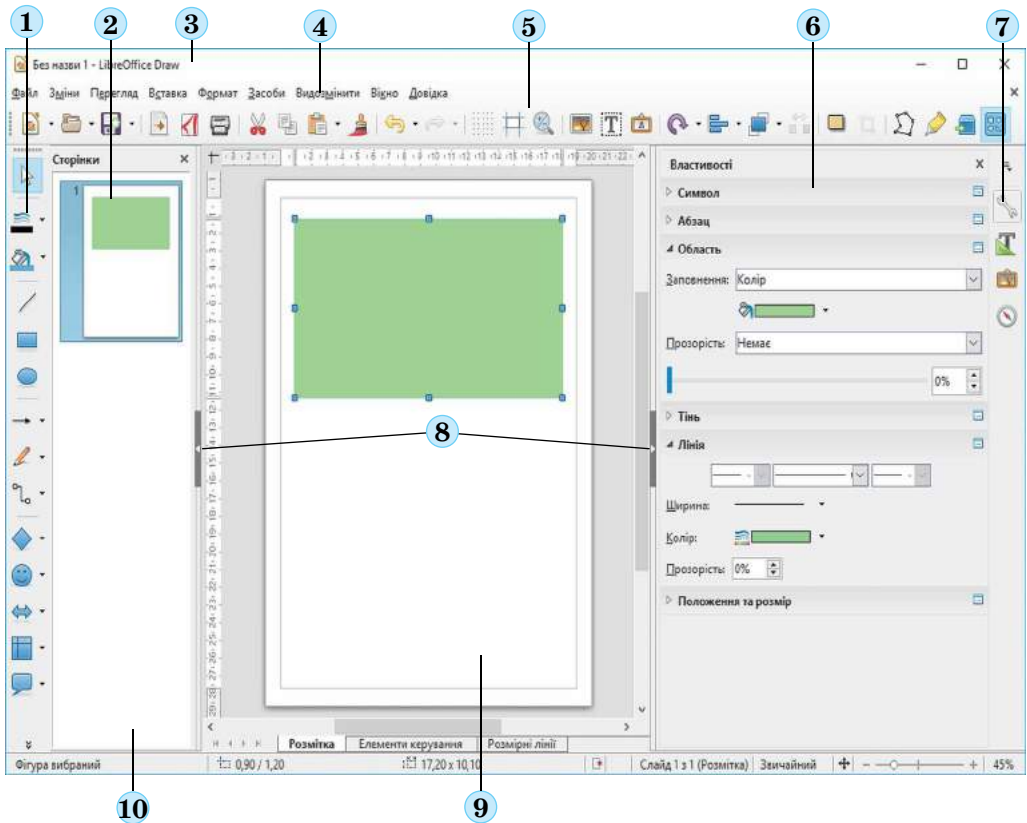 1 2 3 4 5 6 7
Без назви 1 - LibreOffice Draw
Файл Зміни Перегляд Вставка Формат Засоби Видозмінити Вікно Довідка
Сторінки
1
Властивості
Символ
Абзац
Область
Заповнення: Колір
Прозорість: Немає
0%
Тінь
8
Лінія
Ширина:
Колір:
Прозорість: 0%
Положення та розмір
Розмітка Елементи керування Розмірні лінії
Фігура вибраний 0,90 / 1,20 17,20 x 10,10 Слайд 1 з 1 (Розмітка) Звичайний 45%
10 9